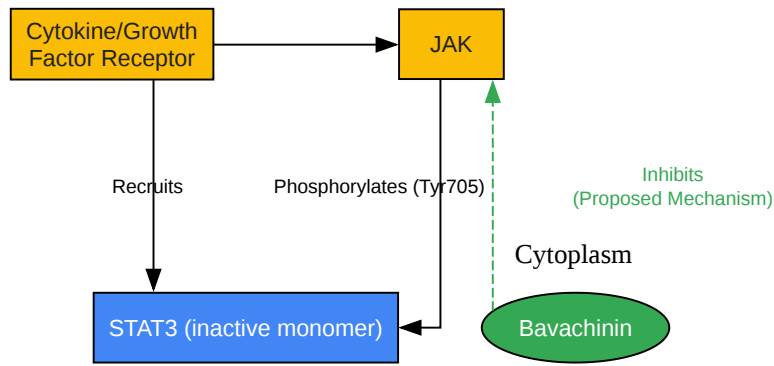 Cytokine/Growth
Factor Receptor
JAK
Recruits
Phosphorylates (Tyr705)
Inhibits
(Proposed Mechanism)
Cytoplasm
STAT3 (inactive monomer)
Bavachinin